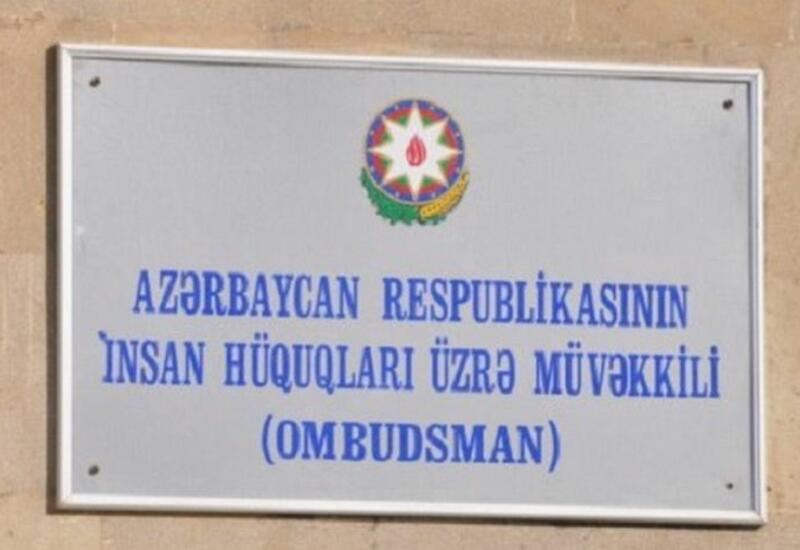 AZƏRBAYCAN RESPUBLİKASININ
İNSAN HÜQUQLARI ÜZRƏ MÜVƏKKİLİ
(OMBUDSMAN)